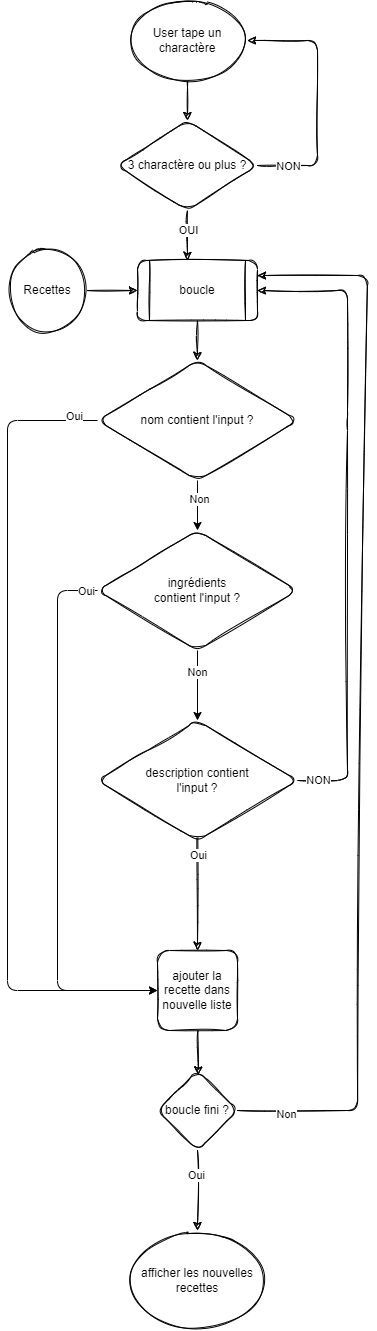 User tape un
charactère
3 charactère ou plus ?
NON
OUI
Recettes
boucle
nom contient l'input ?
Oui
Non
ingrédients
contient l'input ?
Oui
Non
description contient
l'input ?
NON
Oui
ajouter la
recette dans
nouvelle liste
boucle fini ?
Non
Oui
afficher les nouvelles
recettes